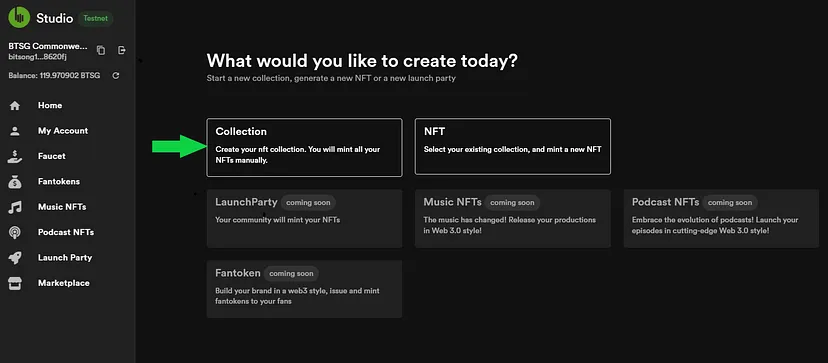 Studio Testnet
BTSG Commonwe...
bitsong1...8620fj
Balance: 119.970902 BTSG
Home
My Account
Faucet
Fantokens
Music NFTs
Podcast NFTs
Launch Party
Marketplace
What would you like to create today?
Start a new collection, generate a new NFT or a new launch party
Collection
Create your nft collection. You will mint all your
NFTs manually.
NFT
Select your existing collection, and mint a new NFT
LaunchParty coming soon
Your community will mint your NFTs
Music NFTs coming soon
The music has changed! Release your productions
in Web 3.0 style!
Podcast NFTs coming soon
Embrace the evolution of podcasts! Launch your
episodes in cutting-edge Web 3.0 style!
Fantoken coming soon
Build your brand in a web3 style, issue and mint
fantokens to your fans